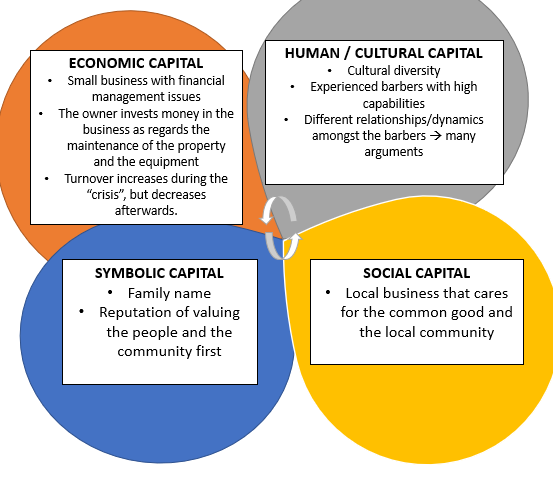 ECONOMIC CAPITAL
• Small business with financial
management issues
• The owner invests money in the
business as regards the
maintenance of the property
and the equipment
• Turnover increases during the
“crisis”, but decreases
afterwards.
HUMAN / CULTURAL CAPITAL
• Cultural diversity
• Experienced barbers with high
capabilities
• Different relationships/dynamics
amongst the barbers → many
arguments
SYMBOLIC CAPITAL
• Family name
• Reputation of valuing
the people and the
community first
SOCIAL CAPITAL
• Local business that cares
for the common good and
the local community